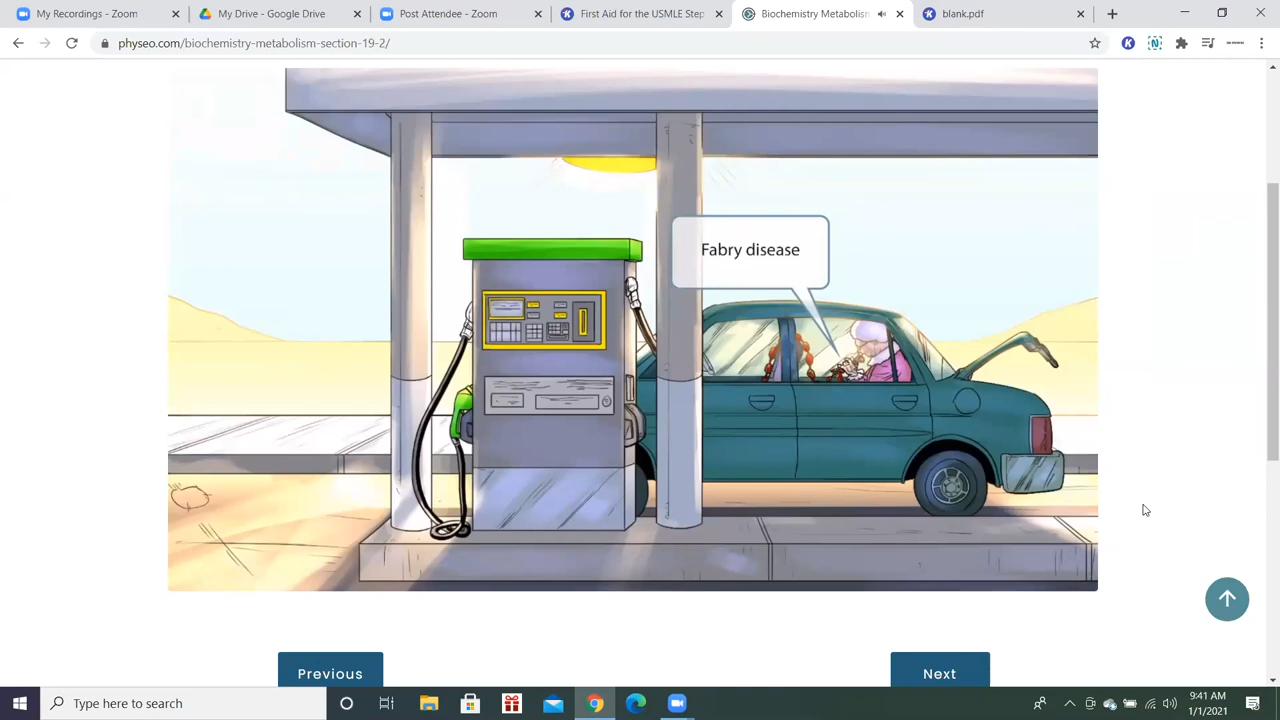 My Recordings - Zoom
My Drive - Google Drive
Post Attendee - Zoom
First Aid for the USMLE Step
Biochemistry Metabolism
blank.pdf
physeo.com/biochemistry-metabolism-section-19-2/
Fabry disease
Previous
Next
Type here to search
9:41 AM
1/1/2021